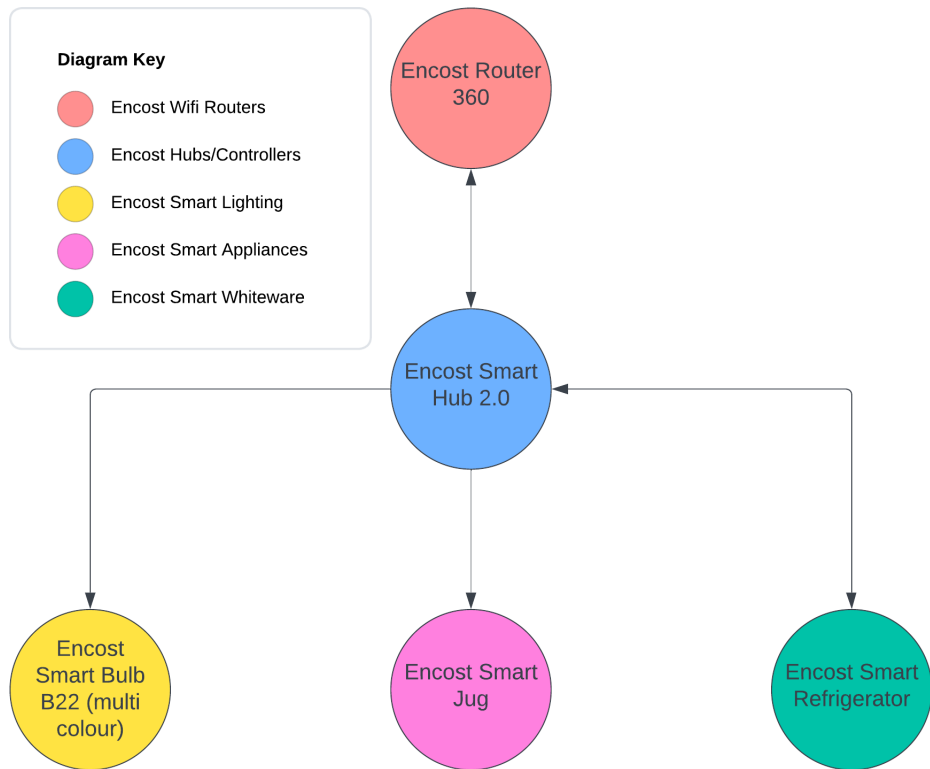 Diagram Key
Encost Wifi Routers
Encost Hubs/Controllers
Encost Smart Lighting
Encost Smart Appliances
Encost Smart Whiteware
Encost Router
360
Encost Smart
Hub 2.0
Encost
Smart Bulb
B22 (multi
colour)
Encost Smart
Jug
Encost Smart
Refrigerator